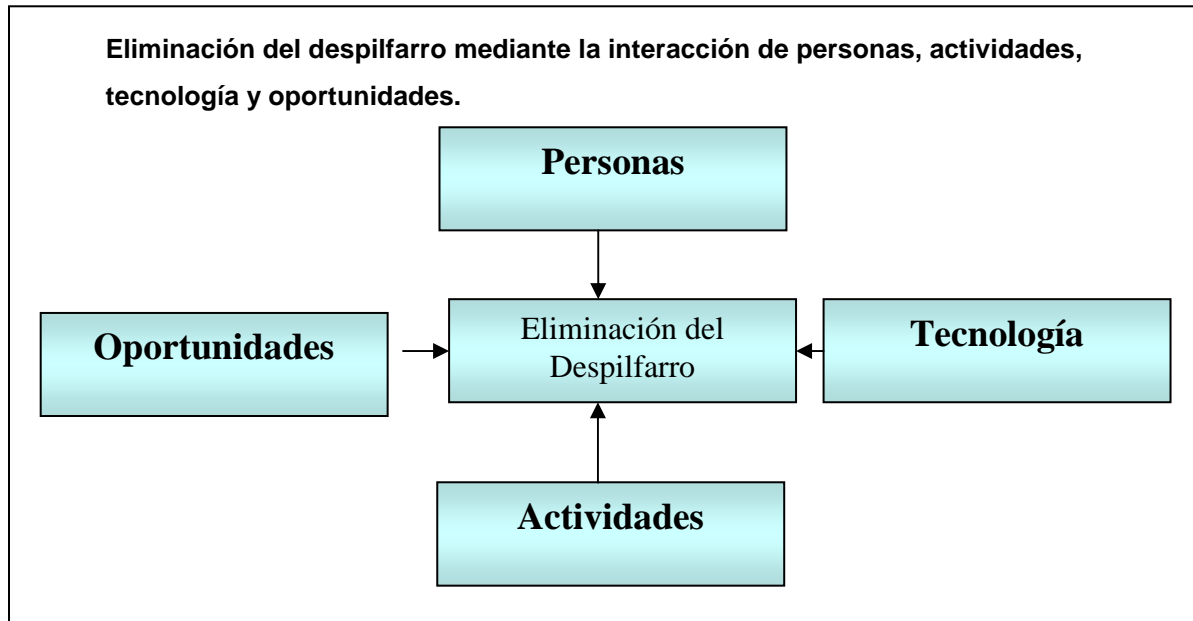 Eliminación del despilfarro mediante la interacción de personas, actividades,
tecnología y oportunidades.
Personas
Oportunidades
Eliminación del
Despilfarro
Tecnología
Actividades